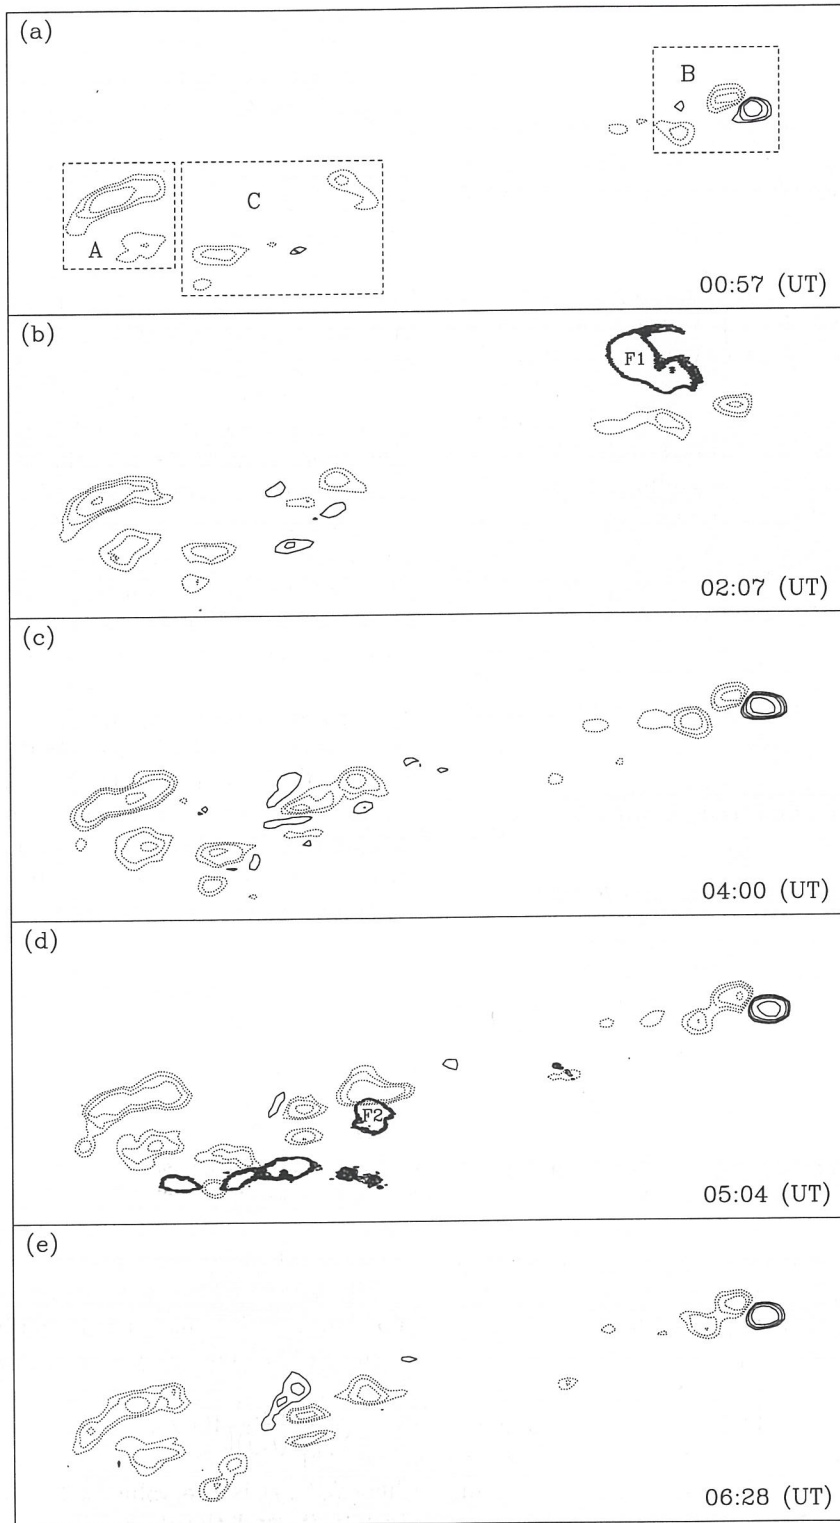 (a)
B
C
A
00:57 (UT)
(b)
F1
02:07 (UT)
(c)
04:00 (UT)
(d)
F2
05:04 (UT)
(e)
06:28 (UT)